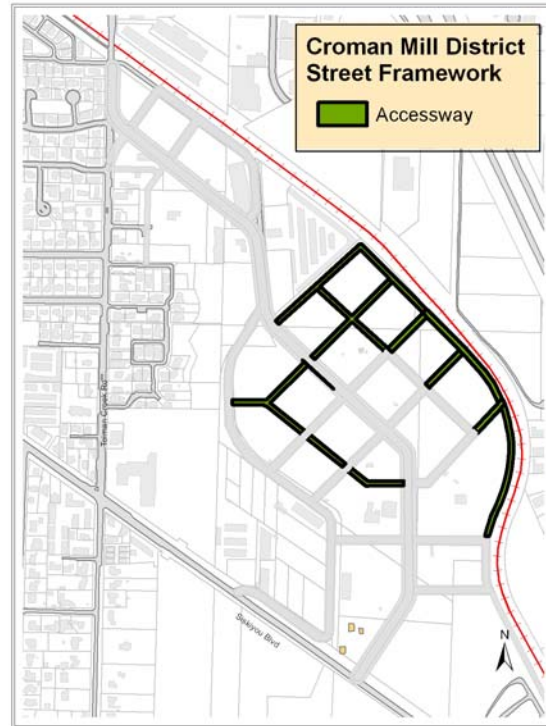 Croman Mill District
Street Framework
Accessway
Tolman Creek Rd
Siskiyou Blvd
N